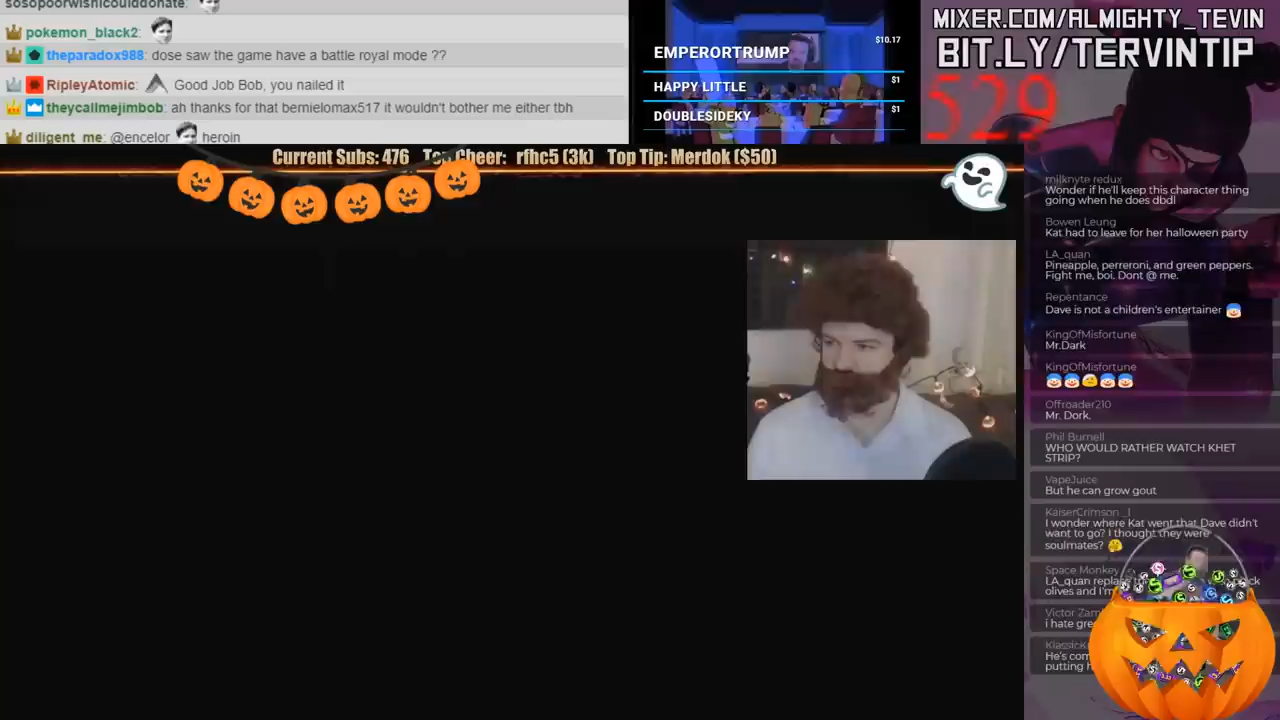 sosopoorwishicoulddonate:
pokemon_black2:
theparadox988: dose saw the game have a battle royal mode ??
RipleyAtomic: Good Job Bob, you nailed it
theycallmejimbob: ah thanks for that bernielomax517 it wouldn't bother me either tbh
diligent_me: @encelor heroin
EMPERORTRUMP $10.17
HAPPY LITTLE $1
DOUBLESIDEKY $1
MIXER.COM/ALMIGHTY_TEVIN
BIT.LY/TERVINTIP
529
Current Subs: 476 Top Cheer: rfhc5 (3k) Top Tip: Merdok ($50)
milknyte redux
Wonder if he'll keep this character thing
going when he does dbdl
Bowen Leung
Kat had to leave for her halloween party
LA_quan
Pineapple, perreroni, and green peppers.
Fight me, boi. Dont @ me.
Repentance
Dave is not a children's entertainer
KingOfMisfortune
Mr.Dark
KingOfMisfortune
Offroader210
Mr. Dork.
Phil Burnell
WHO WOULD RATHER WATCH KHET
STRIP?
VapeJuice
But he can grow gout
KaiserCrimson_I
I wonder where Kat went that Dave didn't
want to go? I thought they were
soulmates?
Space Monkey
LA_quan
olives and
Victor
i hate
He's
putting